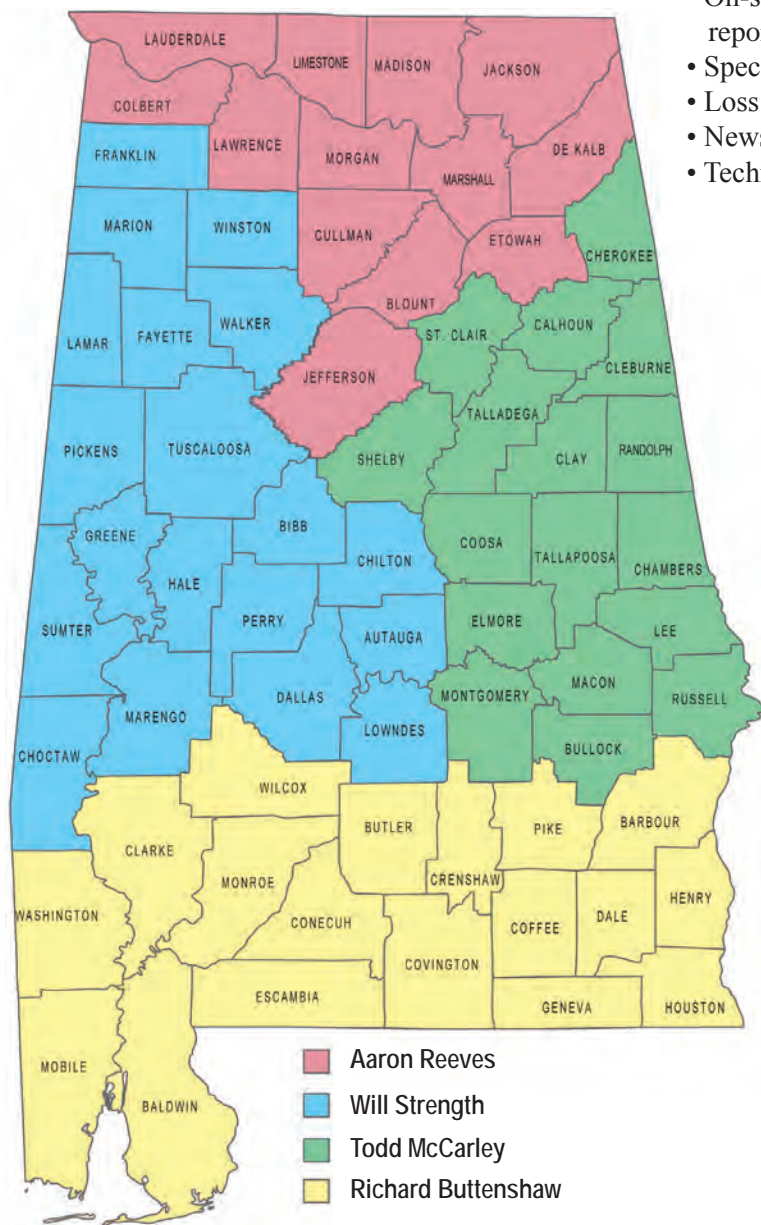 repor
• Spec
• Loss
• News
• Tech
LAUDERDALE
LIMESTONE
MADISON
JACKSON
COLBERT
LAWRENCE
MORGAN
MARSHALL
DE KALB
FRANKLIN
MARION
WINSTON
CULLMAN
ETOWAH
CHEROKEE
BLOUNT
LAMAR
FAYETTE
WALKER
ST. CLAIR
CALHOUN
CLEBURNE
JEFFERSON
TALLADEGA
PICKENS
TUSCALOOSA
SHELBY
CLAY
RANDOLPH
GREENE
BIBB
HALE
CHILTON
COOSA
TALLAPOOSA
CHAMBERS
SUMTER
PERRY
AUTAUGA
ELMORE
LEE
MARENGO
DALLAS
LOWNDES
MONTGOMERY
MACON
RUSSELL
CHOCTAW
BULLOCK
WILCOX
CLARKE
BUTLER
PIKE
BARBOUR
MONROE
CRENSHAW
WASHINGTON
CONECUH
COFFEE
DALE
HENRY
COVINGTON
ESCAMBIA
GENEVA
HOUSTON
MOBILE
BALDWIN
Aaron Reeves
Will Strength
Todd McCarley
Richard Buttenshaw